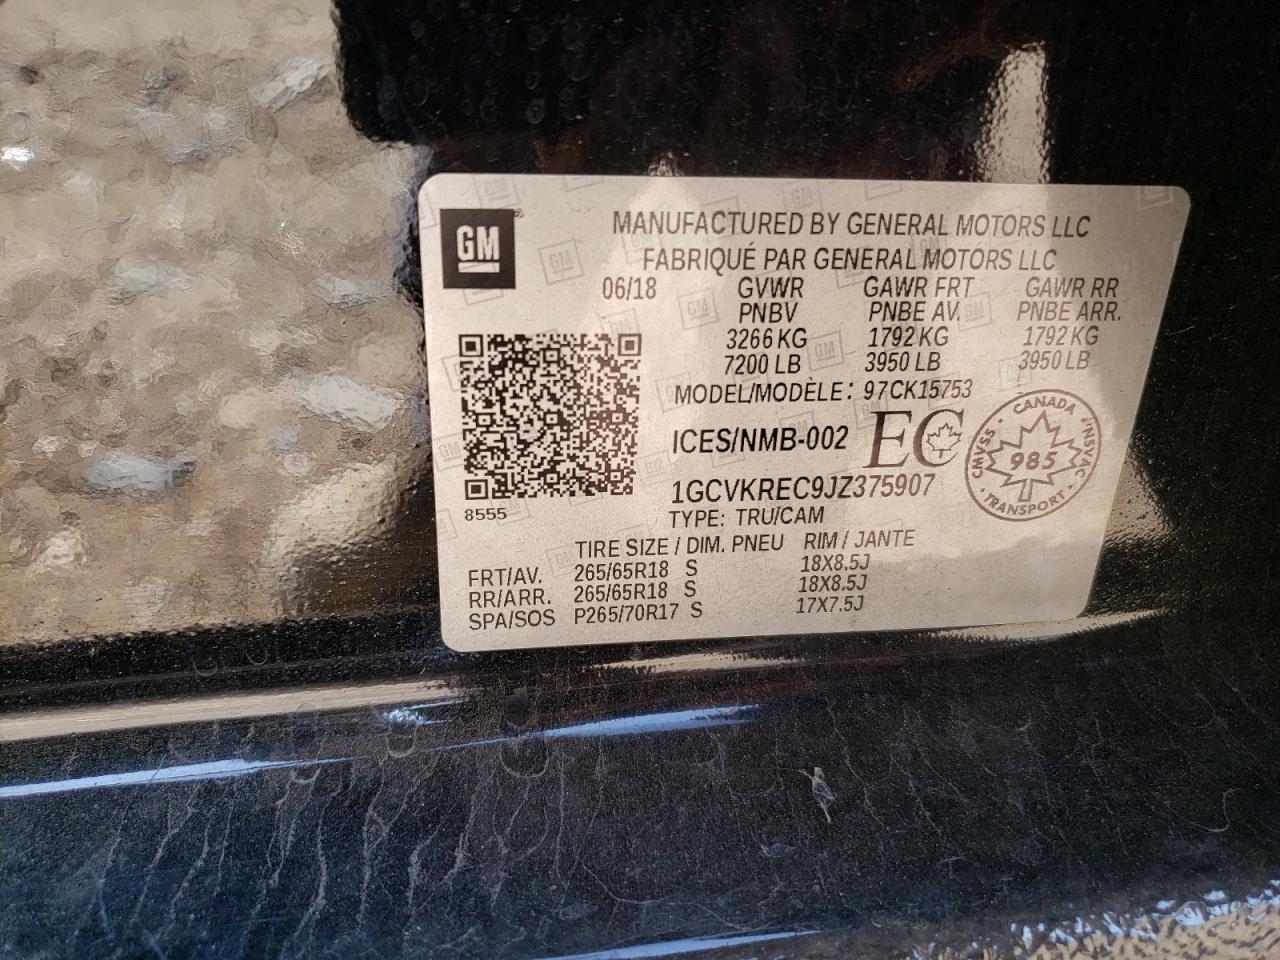 GM
MANUFACTURED BY GENERAL MOTORS LLC
FABRIQUÉ PAR GENERAL MOTORS LLC
06/18 GVWR GAWR FRT GAWR RR
PNBV PNBE AV. PNBE ARR.
3266 KG 1792 KG 1792 KG
7200 LB 3950 LB 3950 LB
MODEL/MODÈLE: 97CK15753
ICES/NMB-002 EC
CANADA
CMVSS 985 NSVAC
TRANSPORT
1GCVKREC9JZ375907
8555
TYPE: TRU/CAM
TIRE SIZE / DIM. PNEU RIM / JANTE
FRT/AV. 265/65R18 S 18X8.5J
RR/ARR. 265/65R18 S 18X8.5J
SPA/SOS P265/70R17 S 17X7.5J